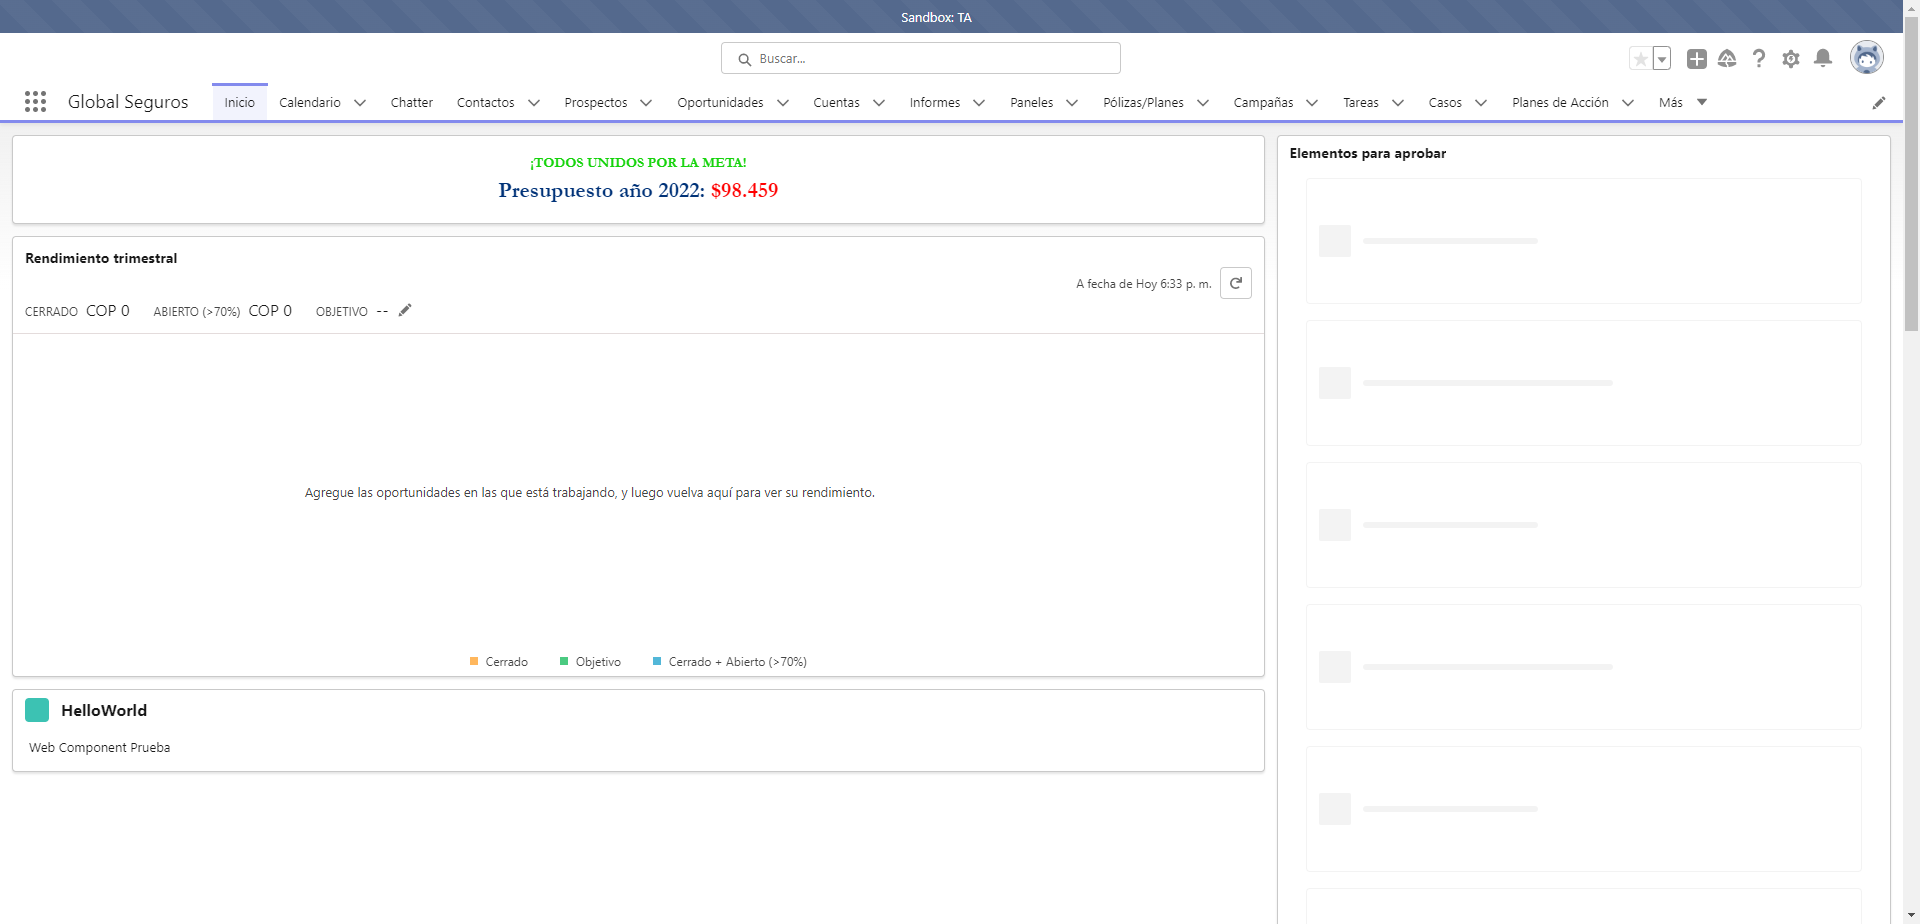 Sandbox: TA
Buscar...
Global Seguros
Inicio
Calendario
Chatter
Contactos
Prospectos
Oportunidades
Cuentas
Informes
Paneles
Pólizas/Planes
Campañas
Tareas
Casos
Planes de Acción
Más
¡TODOS UNIDOS POR LA META!
Presupuesto año 2022: $98.459
Rendimiento trimestral
A fecha de Hoy 6:33 p. m.
CERRADO COP 0 ABIERTO (>70%) COP 0 OBJETIVO --
Agregue las oportunidades en las que está trabajando, y luego vuelva aquí para ver su rendimiento.
Cerrado Objetivo Cerrado + Abierto (>70%)
HelloWorld
Web Component Prueba
Elementos para aprobar